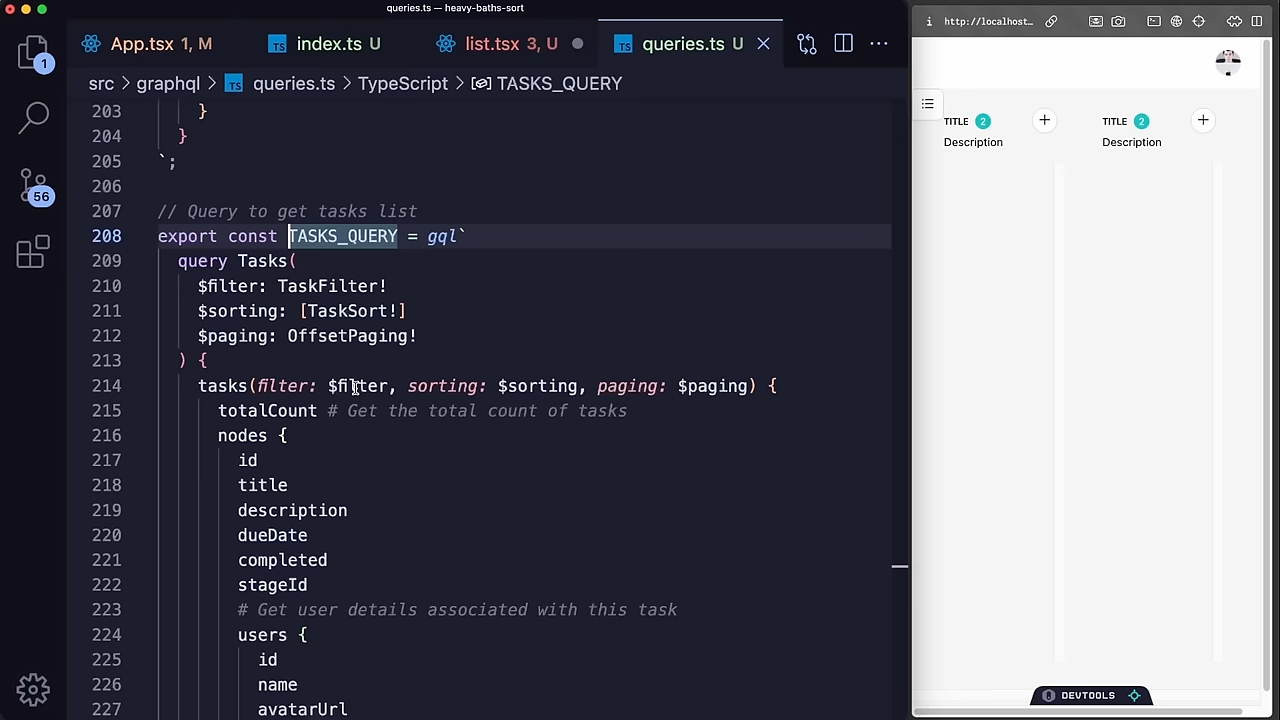 queries.ts — heavy-baths-sort
App.tsx 1, M
index.ts U
list.tsx 3, U
queries.ts U
src > graphql > queries.ts > TypeScript > TASKS_QUERY
203 }
204 }
205 `;
206
207 // Query to get tasks list
208 export const TASKS_QUERY = gql`
209 query Tasks(
210 $filter: TaskFilter!
211 $sorting: [TaskSort!]
212 $paging: OffsetPaging!
213 ) {
214 tasks(filter: $filter, sorting: $sorting, paging: $paging) {
215 totalCount # Get the total count of tasks
216 nodes {
217 id
218 title
219 description
220 dueDate
221 completed
222 stageId
223 # Get user details associated with this task
224 users {
225 id
226 name
227 avatarUrl
1
56
http://localhost…
TITLE 2
Description
TITLE 2
Description
DEVTOOLS